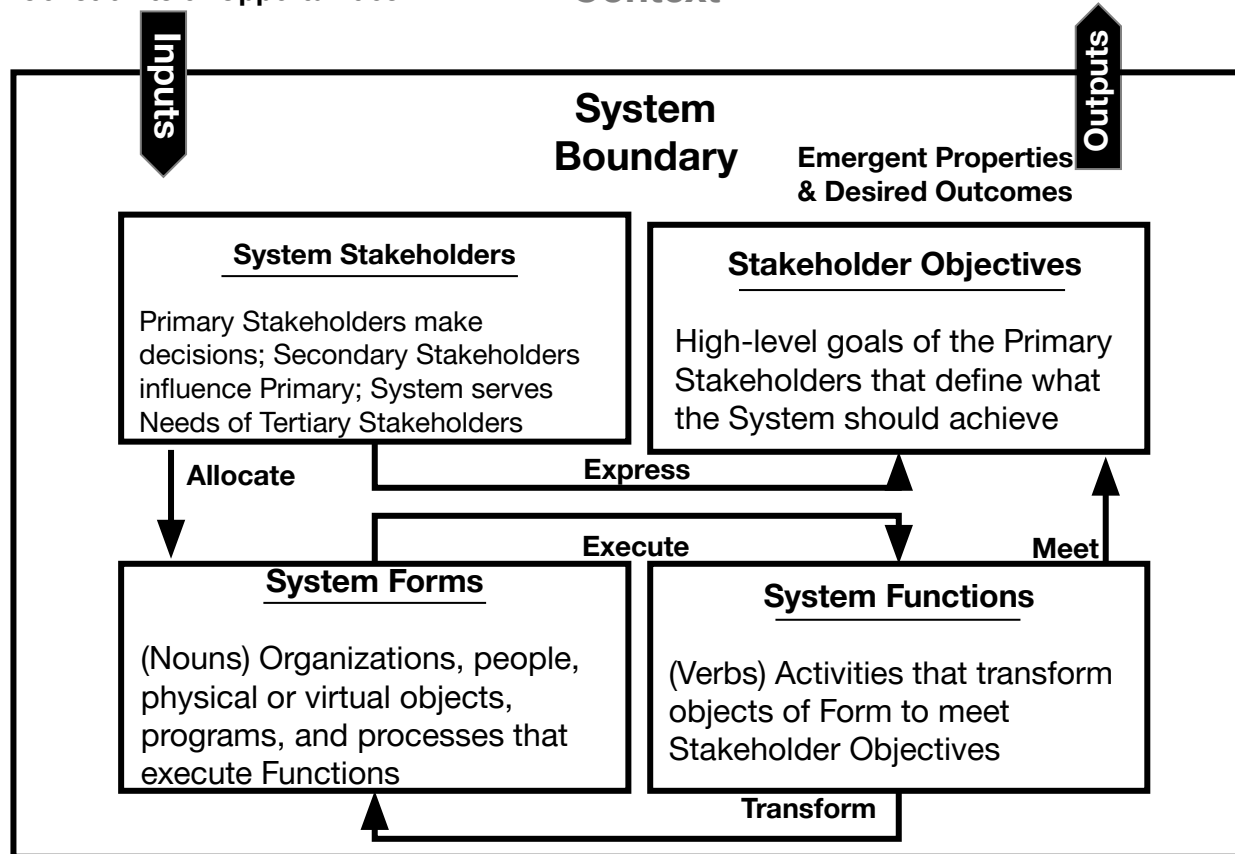 Context
Inputs
Outputs
System
Boundary
Emergent Properties
& Desired Outcomes
System Stakeholders
Primary Stakeholders make
decisions; Secondary Stakeholders
influence Primary; System serves
Needs of Tertiary Stakeholders
Stakeholder Objectives
High-level goals of the Primary
Stakeholders that define what
the System should achieve
Allocate
Express
Execute
Meet
System Forms
(Nouns) Organizations, people,
physical or virtual objects,
programs, and processes that
execute Functions
System Functions
(Verbs) Activities that transform
objects of Form to meet
Stakeholder Objectives
Transform